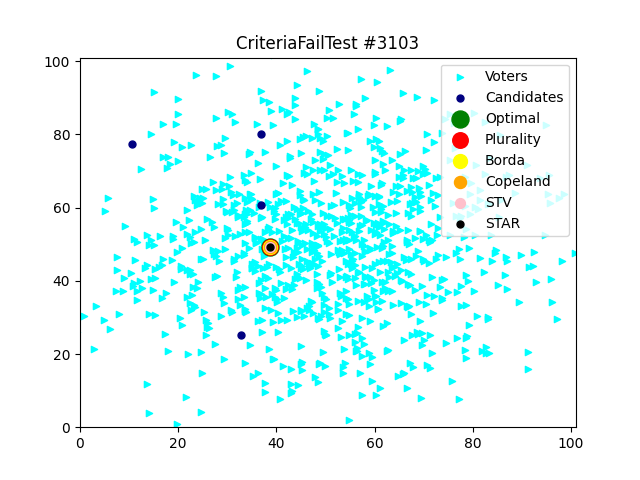 CriteriaFailTest #3103
100
80
60
40
20
0
0 20 40 60 80 100
Voters
Candidates
Optimal
Plurality
Borda
Copeland
STV
STAR